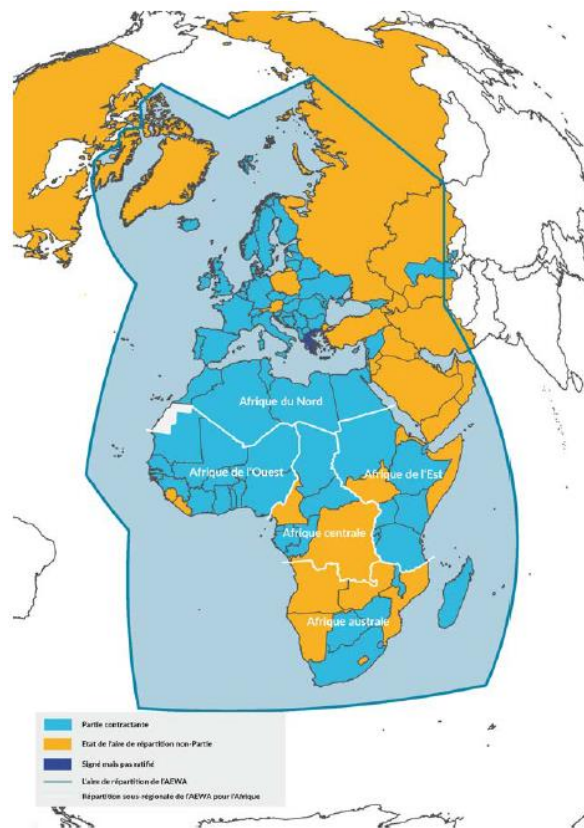 Afrique du Nord
Afrique de l'Ouest
Afrique de l'Est
Afrique centrale
Afrique australe
Partie contractante
Etat de l'aire de répartition non-Partie
Signé mais pas ratifié
L'aire de répartition de l'AEWA
Répartition sous-régionale de l'AEWA pour l'Afrique